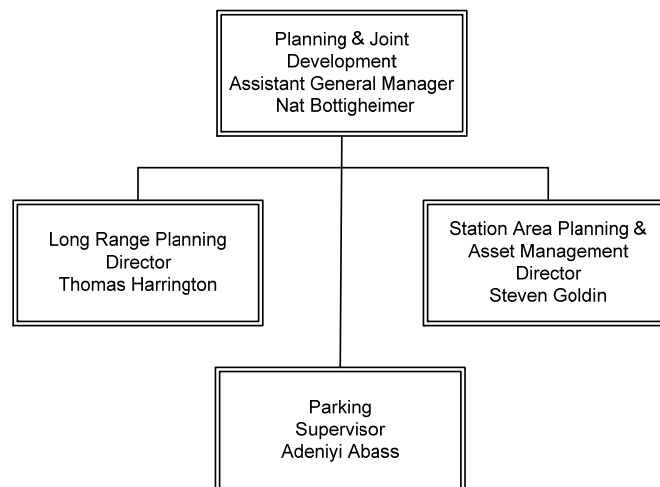 Planning & Joint
Development
Assistant General Manager
Nat Bottigheimer
Long Range Planning
Director
Thomas Harrington
Station Area Planning &
Asset Management
Director
Steven Goldin
Parking
Supervisor
Adeniyi Abass